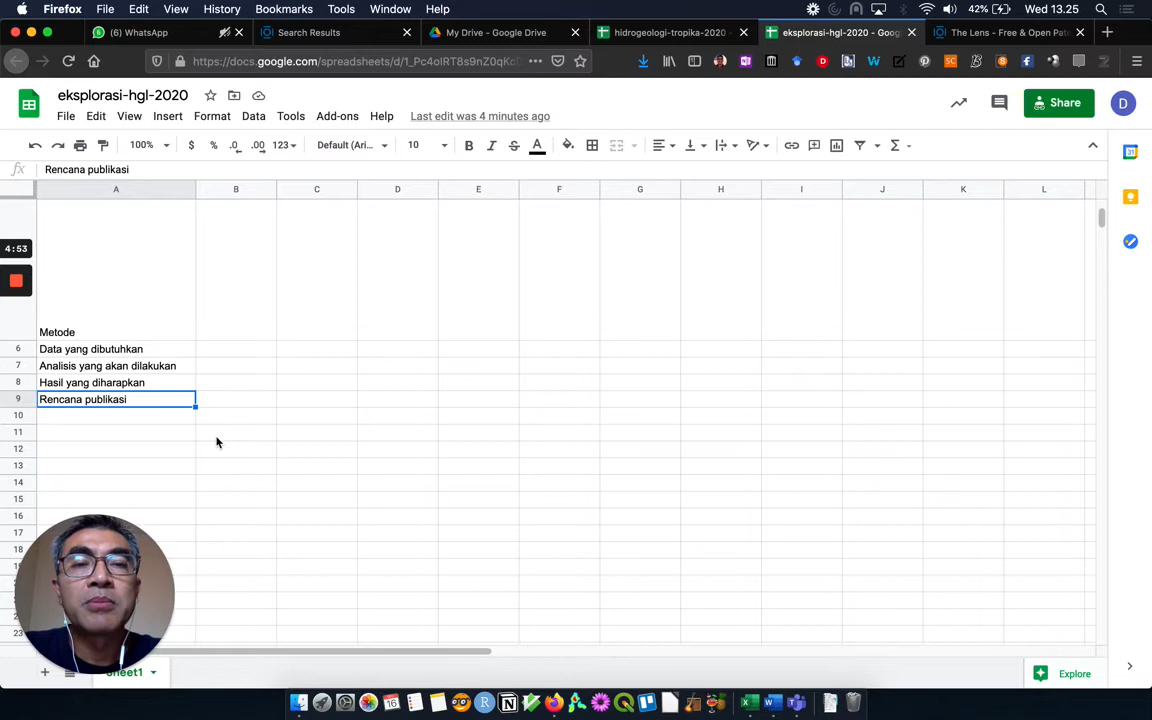 Firefox File Edit View History Bookmarks Tools Window Help 42% Wed 13.25
(6) WhatsApp Search Results My Drive - Google Drive hidrogeologi-tropika-2020 - eksplorasi-hgl-2020 - Goog The Lens - Free & Open Pat
https://docs.google.com/spreadsheets/d/1_Pc4olRT8s9nZ0qK
eksplorasi-hgl-2020
File Edit View Insert Format Data Tools Add-ons Help Last edit was 4 minutes ago
Share
D
100% $ % .0 .00 123 Default (Ari... 10 B I S A
fx Rencana publikasi
A B C D E F G H I J K L
4:53
Metode
6 Data yang dibutuhkan
7 Analisis yang akan dilakukan
8 Hasil yang diharapkan
9 Rencana publikasi
10
11
12
13
14
15
16
17
18
23
Sheet1
Explore